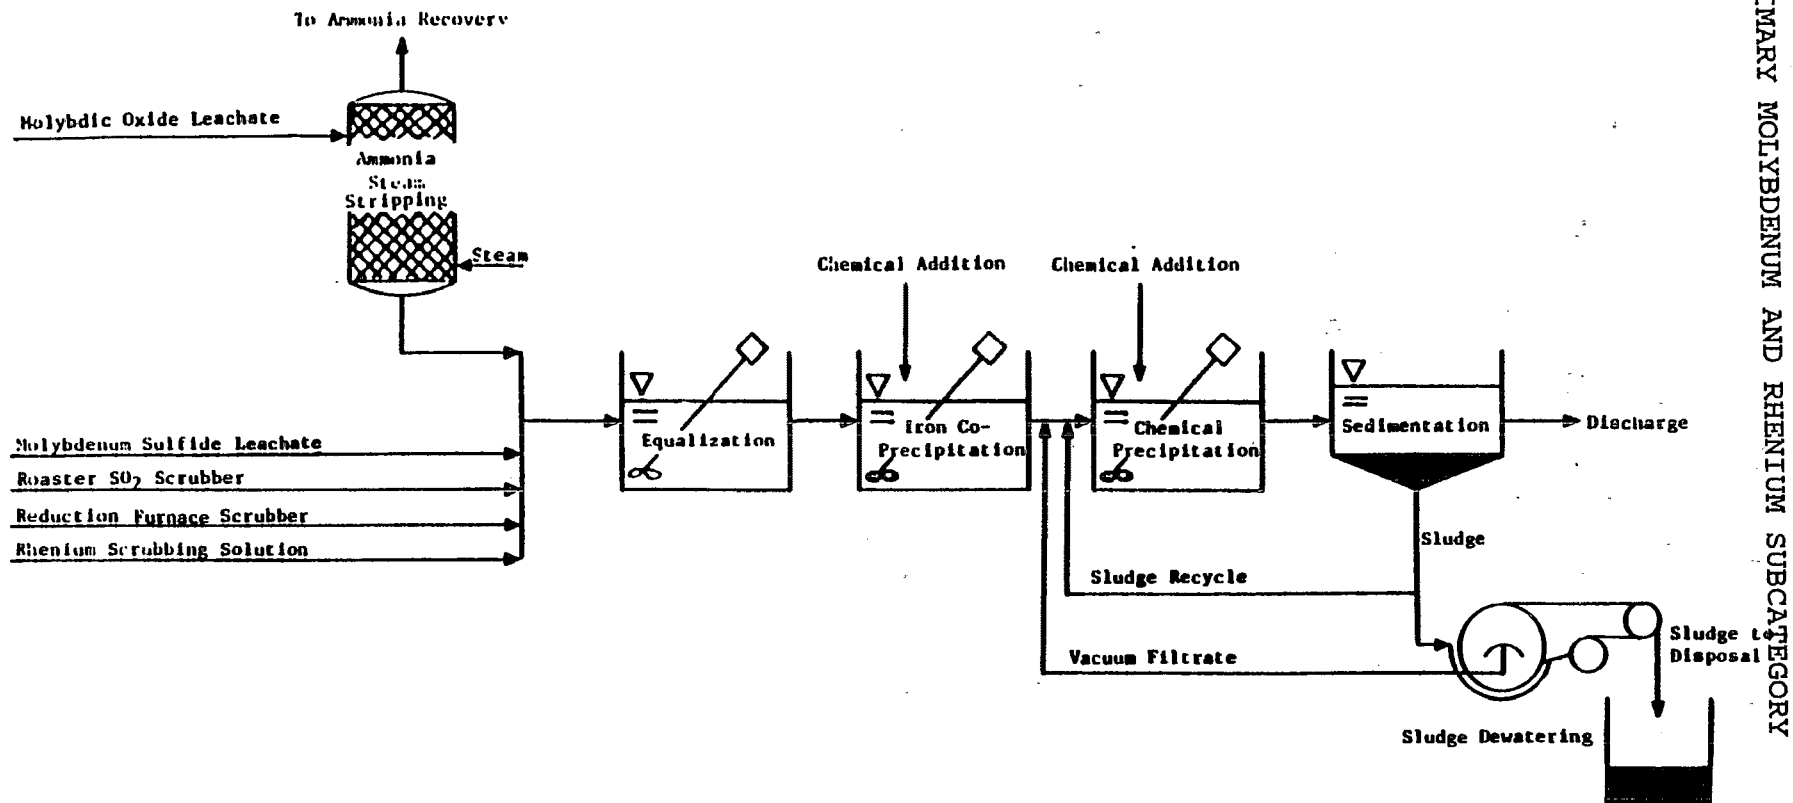 To Ammonia Recovery
Molybdic Oxide Leachate
Ammonia
Steam
Stripping
Steam
Chemical Addition
Chemical Addition
Equalization
Iron Co-
Precipitation
Chemical
Precipitation
Sedimentation
Discharge
Molybdenum Sulfide Leachate
Roaster SO₂ Scrubber
Reduction Furnace Scrubber
Rhenium Scrubbing Solution
Sludge
Sludge Recycle
Vacuum Filtrate
Sludge to
Disposal
Sludge Dewatering
IMARY MOLYBDENUM AND RHENIUM SUBCATEGORY